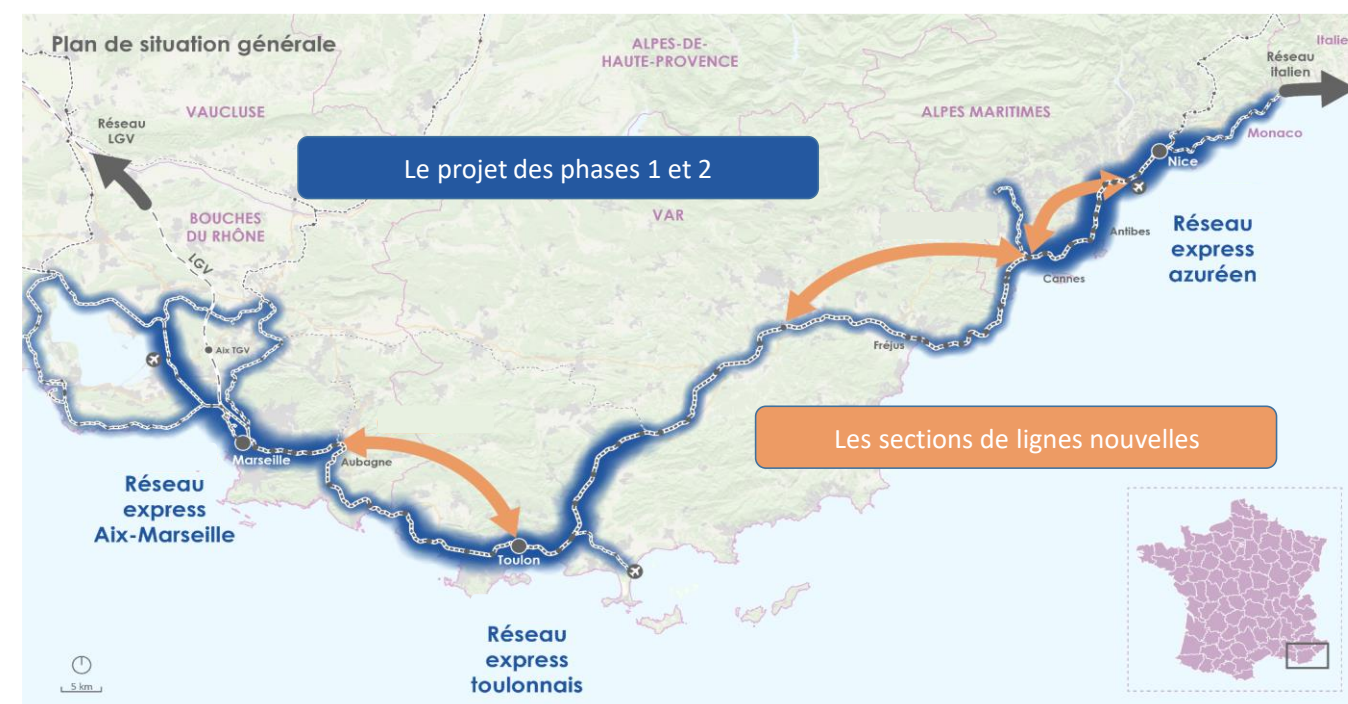 Plan de situation générale
ALPES-DE-
HAUTE-PROVENCE
Italie
Réseau
italien
VAUCLUSE
ALPES MARITIMES
Réseau
LGV
Monaco
Le projet des phases 1 et 2
Nice
BOUCHES
DU RHÔNE
VAR
Réseau
express
azuréen
Antibes
LGV
Cannes
Aix TGV
Fréjus
Les sections de lignes nouvelles
Marseille
Aubagne
Réseau
express
Aix-Marseille
Toulon
Réseau
express
toulonnais
5 km